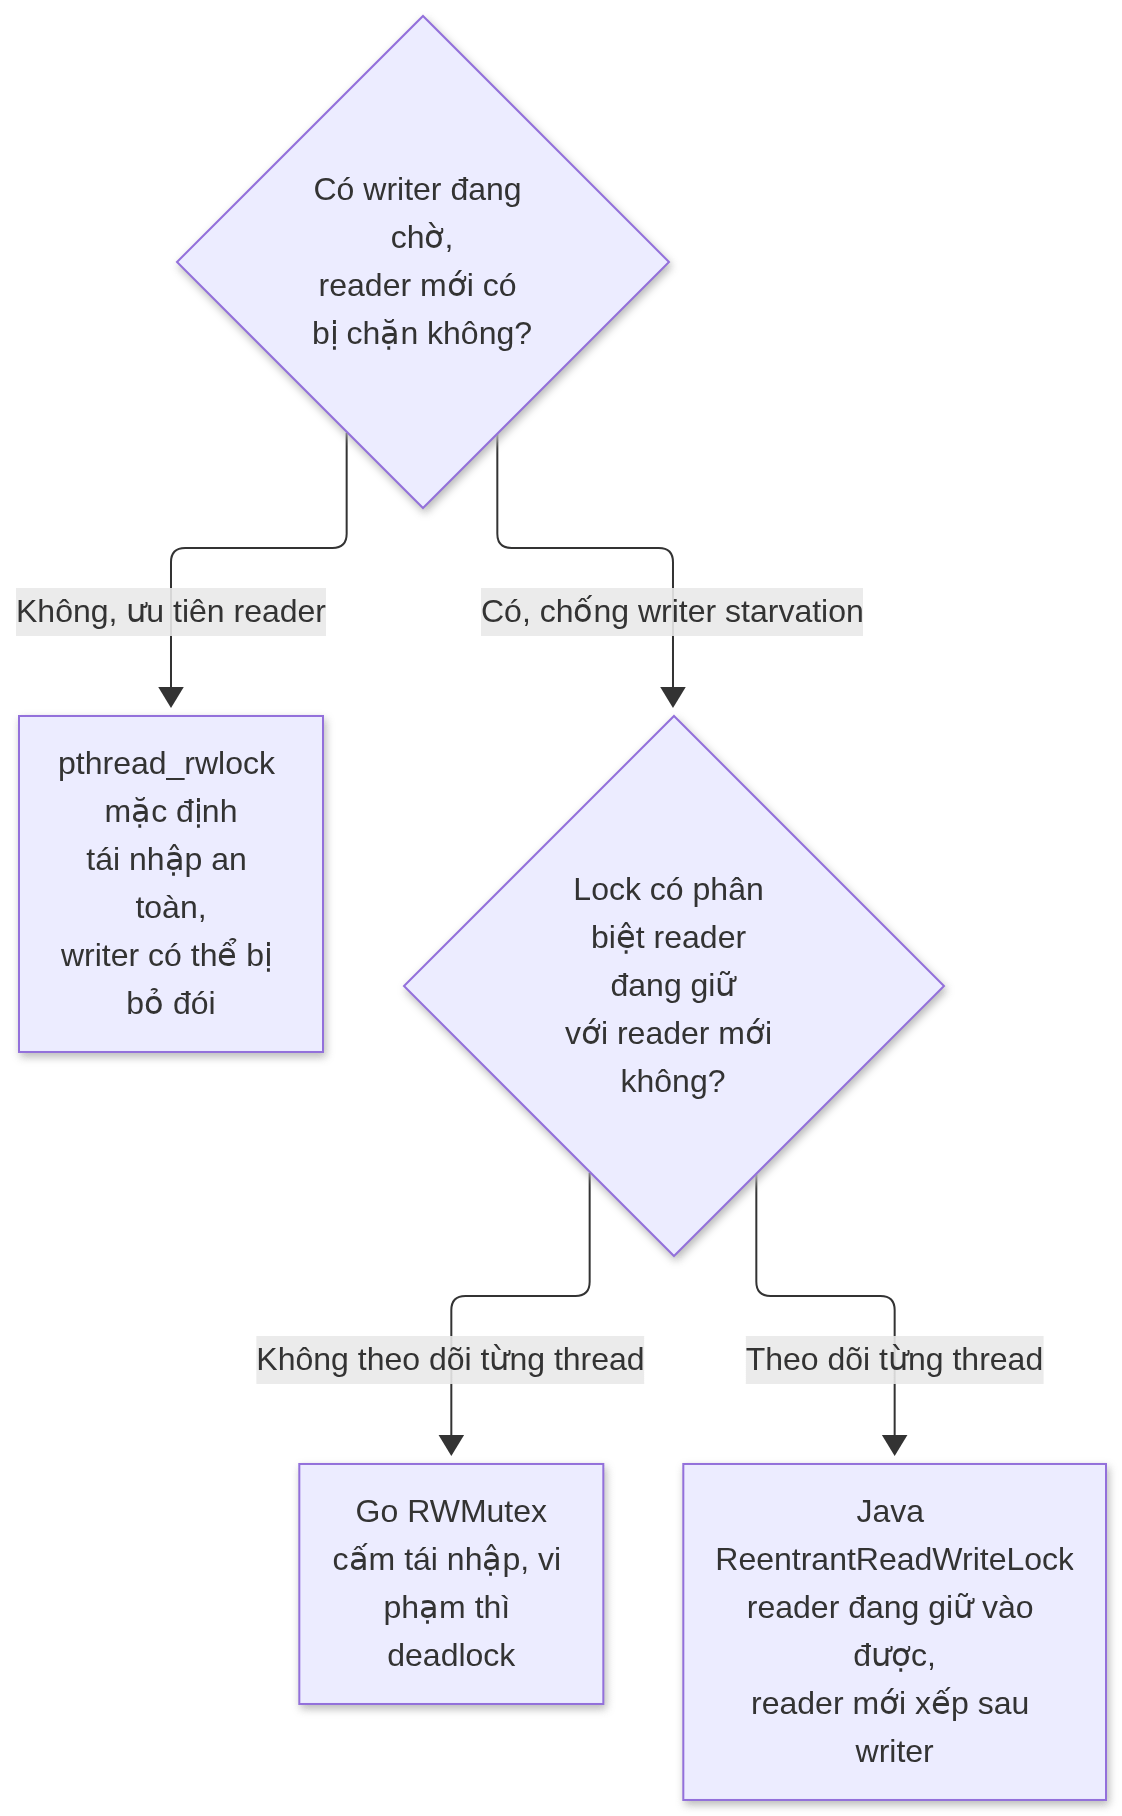 Có writer đang
chờ,
reader mới có
bị chặn không?
Không, ưu tiên reader
Có, chống writer starvation
pthread_rwlock
mặc định
tái nhập an
toàn,
writer có thể bị
bỏ đói
Lock có phân
biệt reader
đang giữ
với reader mới
không?
Không theo dõi từng thread
Theo dõi từng thread
Go RWMutex
cấm tái nhập, vi
phạm thì
deadlock
Java
ReentrantReadWriteLock
reader đang giữ vào
được,
reader mới xếp sau
writer